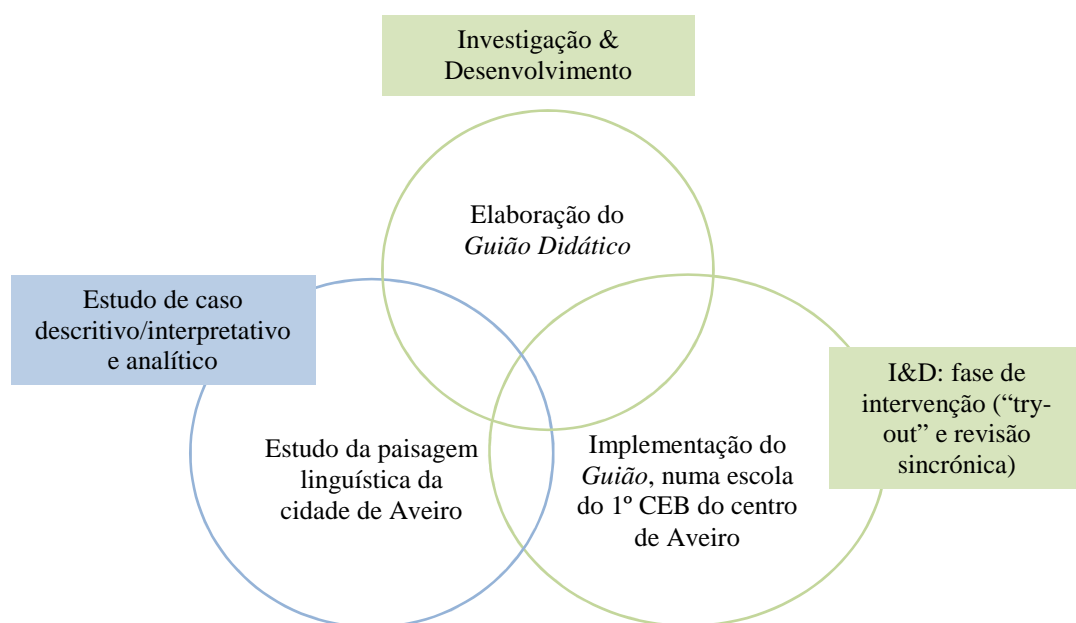 Investigação &
Desenvolvimento
Elaboração do
Guião Didático
Estudo de caso
descritivo/interpretativo
e analítico
I&D: fase de
intervenção (“try-
out” e revisão
sincrónica)
Estudo da paisagem
linguística da
cidade de Aveiro
Implementação do
Guião, numa escola
do 1º CEB do centro
de Aveiro